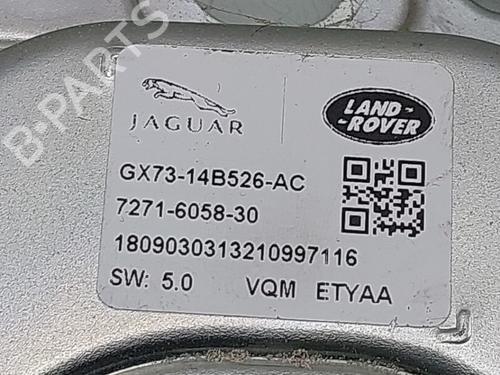 B-PARTS
JAGUAR
LAND-
-ROVER
GX73-14B526-AC
7271-6058-30
1809030313210997116
SW: 5.0 VQM ETYAA